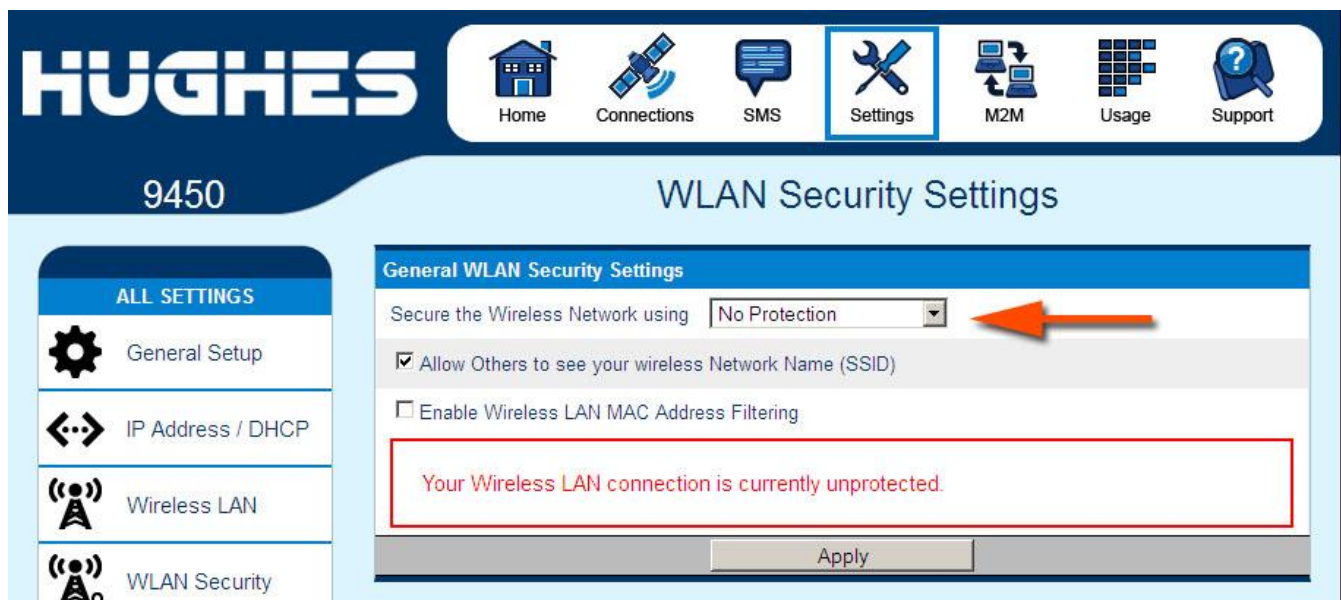 HUGHES
Home Connections SMS Settings M2M Usage Support
9450
WLAN Security Settings
ALL SETTINGS
General Setup
IP Address / DHCP
Wireless LAN
WLAN Security
General WLAN Security Settings
Secure the Wireless Network using No Protection
Allow Others to see your wireless Network Name (SSID)
Enable Wireless LAN MAC Address Filtering
Your Wireless LAN connection is currently unprotected.
Apply